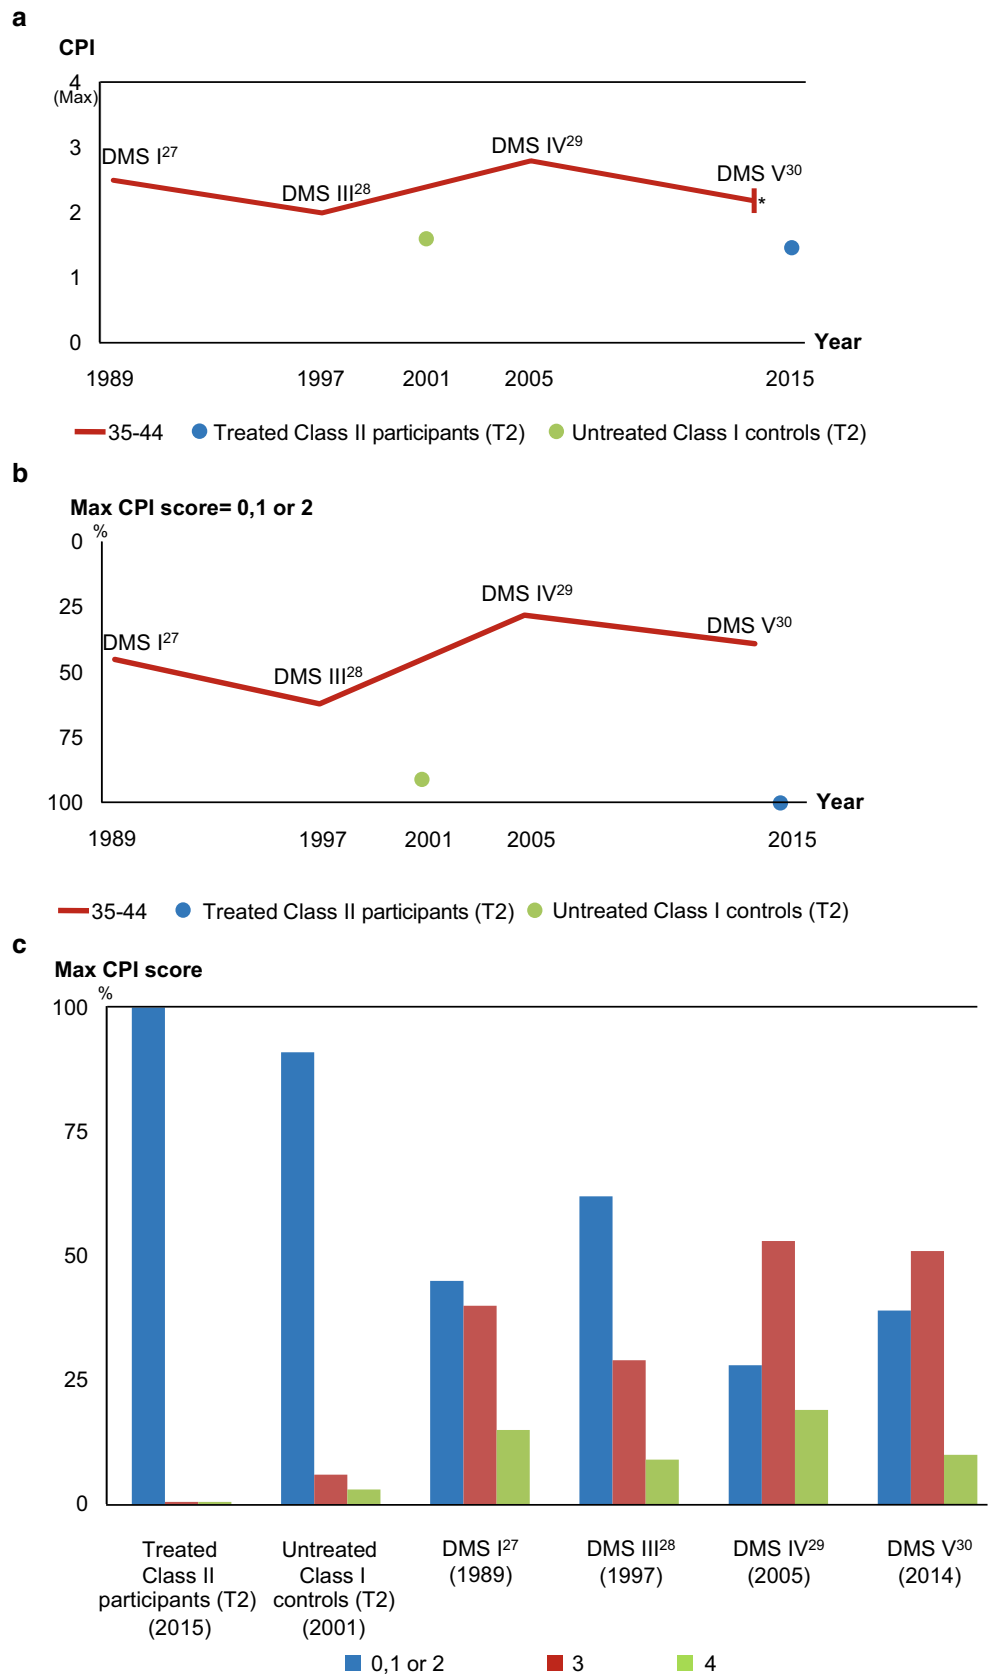 a
CPI
4
(Max)
3
2
1
0
DMS I27
DMS III28
DMS IV29
DMS V30
*
Year
1989 1997 2001 2005 2015
35-44 Treated Class II participants (T2) Untreated Class I controls (T2)
b
Max CPI score= 0,1 or 2
%
0
25
50
75
100
DMS I27
DMS III28
DMS IV29
DMS V30
Year
1989 1997 2001 2005 2015
35-44 Treated Class II participants (T2) Untreated Class I controls (T2)
c
Max CPI score
%
100
75
50
25
0
Treated
Class II
participants (T2)
(2015)
Untreated
Class I
controls (T2)
(2001)
DMS I27
(1989)
DMS III28
(1997)
DMS IV29
(2005)
DMS V30
(2014)
0,1 or 2 3 4